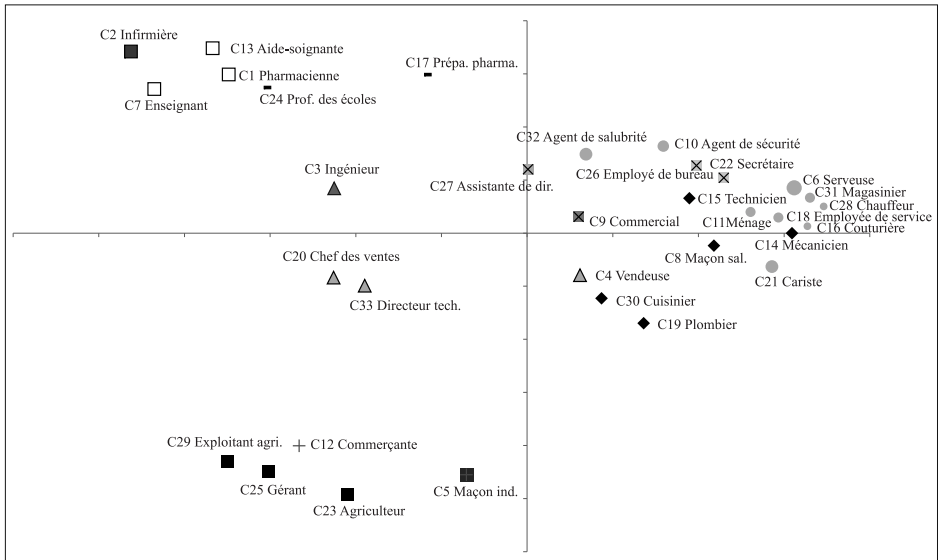 C2 Infirmière
C13 Aide-soignante
C17 Prépa. pharma.
C1 Pharmacienne
C24 Prof. des écoles
C7 Enseignant
C32 Agent de salubrité
C10 Agent de sécurité
C3 Ingénieur
C22 Secrétaire
C26 Employé de bureau
C27 Assistante de dir.
C6 Serveuse
C15 Technicien
C31 Magasinier
C28 Chauffeur
C9 Commercial
C11Ménage
C18 Employée de service
C16 Couturière
C14 Mécanicien
C20 Chef des ventes
C8 Maçon sal.
C4 Vendeuse
C21 Cariste
C33 Directeur tech.
C30 Cuisinier
C19 Plombier
C29 Exploitant agri.
C12 Commerçante
C25 Gérant
C5 Maçon ind.
C23 Agriculteur